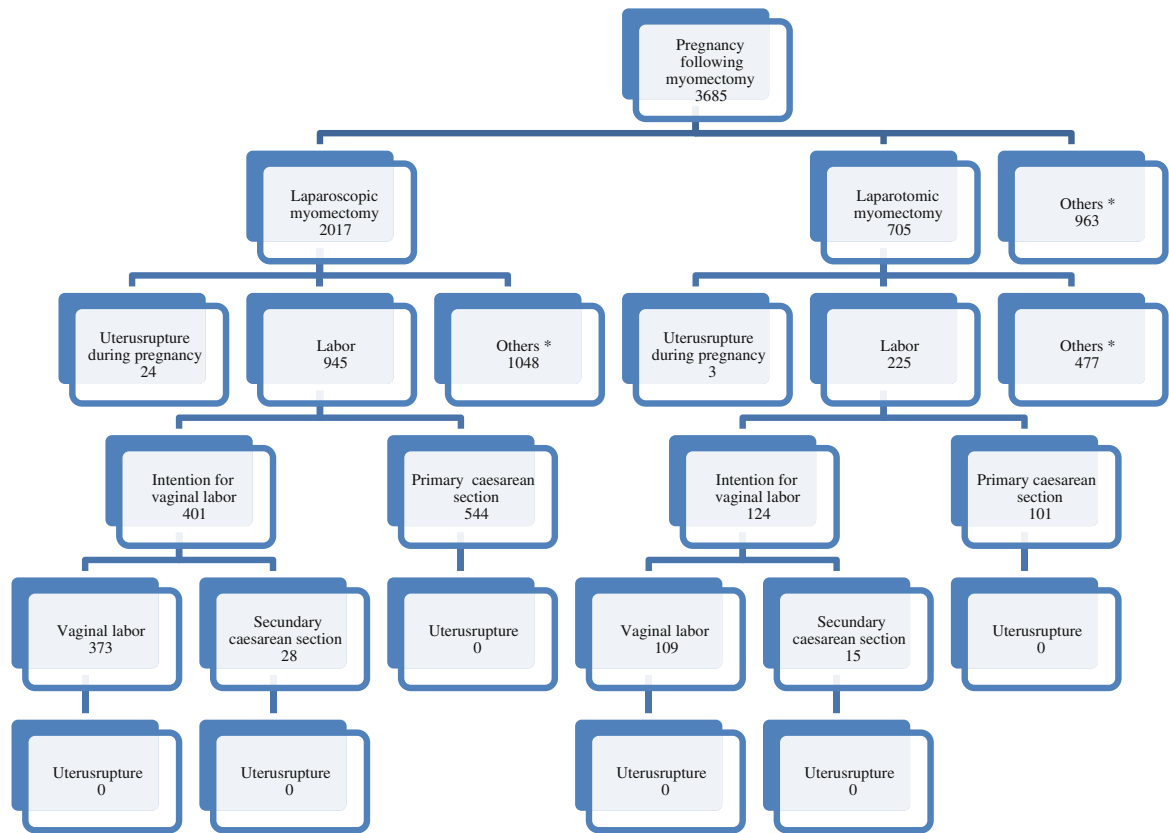 Pregnancy
following
myomectomy
3685
Laparoscopic
myomectomy
2017
Laparotomic
myomectomy
705
Others *
963
Uterusrupture
during pregnancy
24
Labor
945
Others *
1048
Uterusrupture
during pregnancy
3
Labor
225
Others *
477
Intention for
vaginal labor
401
Primary caesarean
section
544
Intention for
vaginal labor
124
Primary caesarean
section
101
Vaginal labor
373
Secundary
caesarean section
28
Uterusrupture
0
Vaginal labor
109
Secundary
caesarean section
15
Uterusrupture
0
Uterusrupture
0
Uterusrupture
0
Uterusrupture
0
Uterusrupture
0